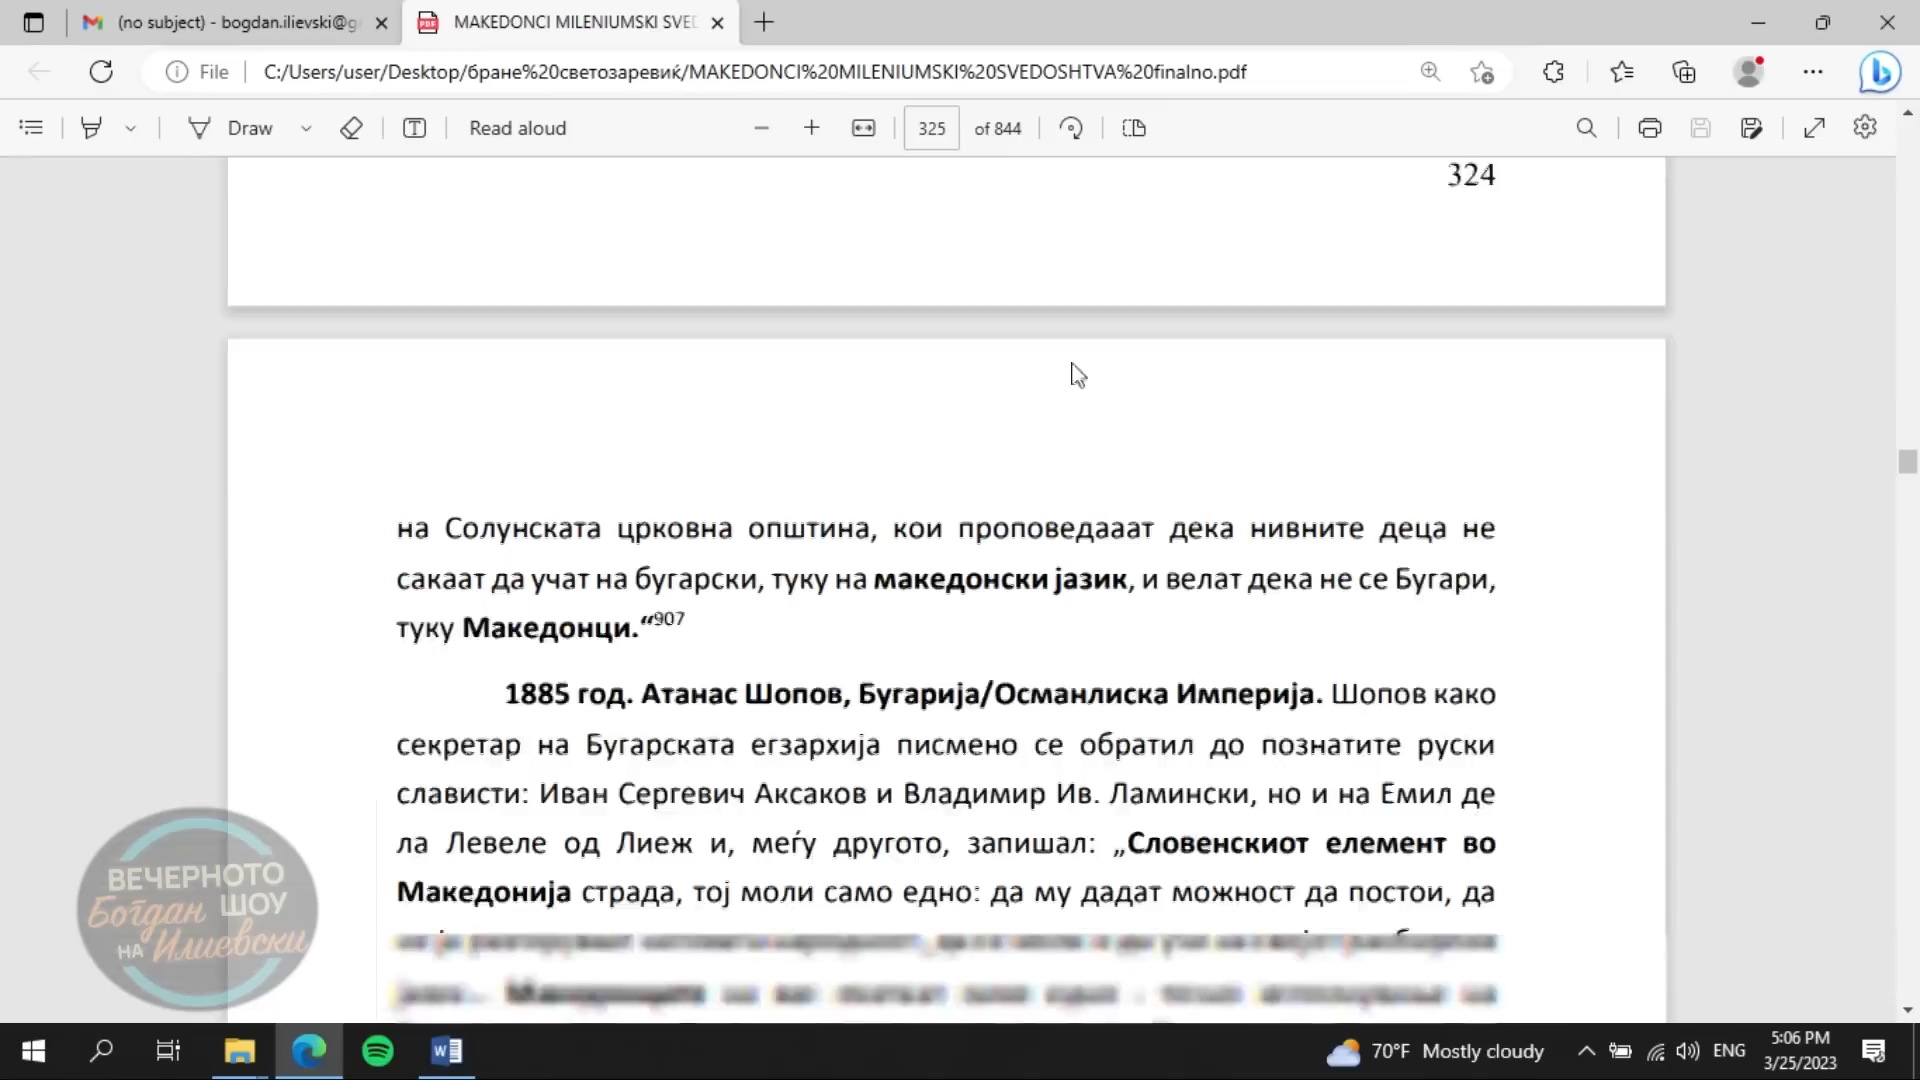 (no subject) - bogdan.ilievski@g
MAKEDONCI MILENIUMSKI SVED
File
C:/Users/user/Desktop/бране%20светозаревиќ/MAKEDONCI%20MILENIUMSKI%20SVEDOSHTVA%20finalno.pdf
Draw
Read aloud
325 of 844
324
на Солунската црковна општина, кои проповедааат дека нивните деца не
сакаат да учат на бугарски, туку на македонски јазик, и велат дека не се Бугари,
туку Македонци.“907
1885 год. Атанас Шопов, Бугарија/Османлиска Империја. Шопов како
секретар на Бугарската егзархија писмено се обратил до познатите руски
слависти: Иван Сергевич Аксаков и Владимир Ив. Ламински, но и на Емил де
ла Левеле од Лиеж и, меѓу другото, запишал: „Словенскиот елемент во
Македонија страда, тој моли само едно: да му дадат можност да постои, да
ВЕЧЕРНОТО
ШОУ
НА
Богдан
Илиевски
70°F Mostly cloudy
ENG
5:06 PM
3/25/2023